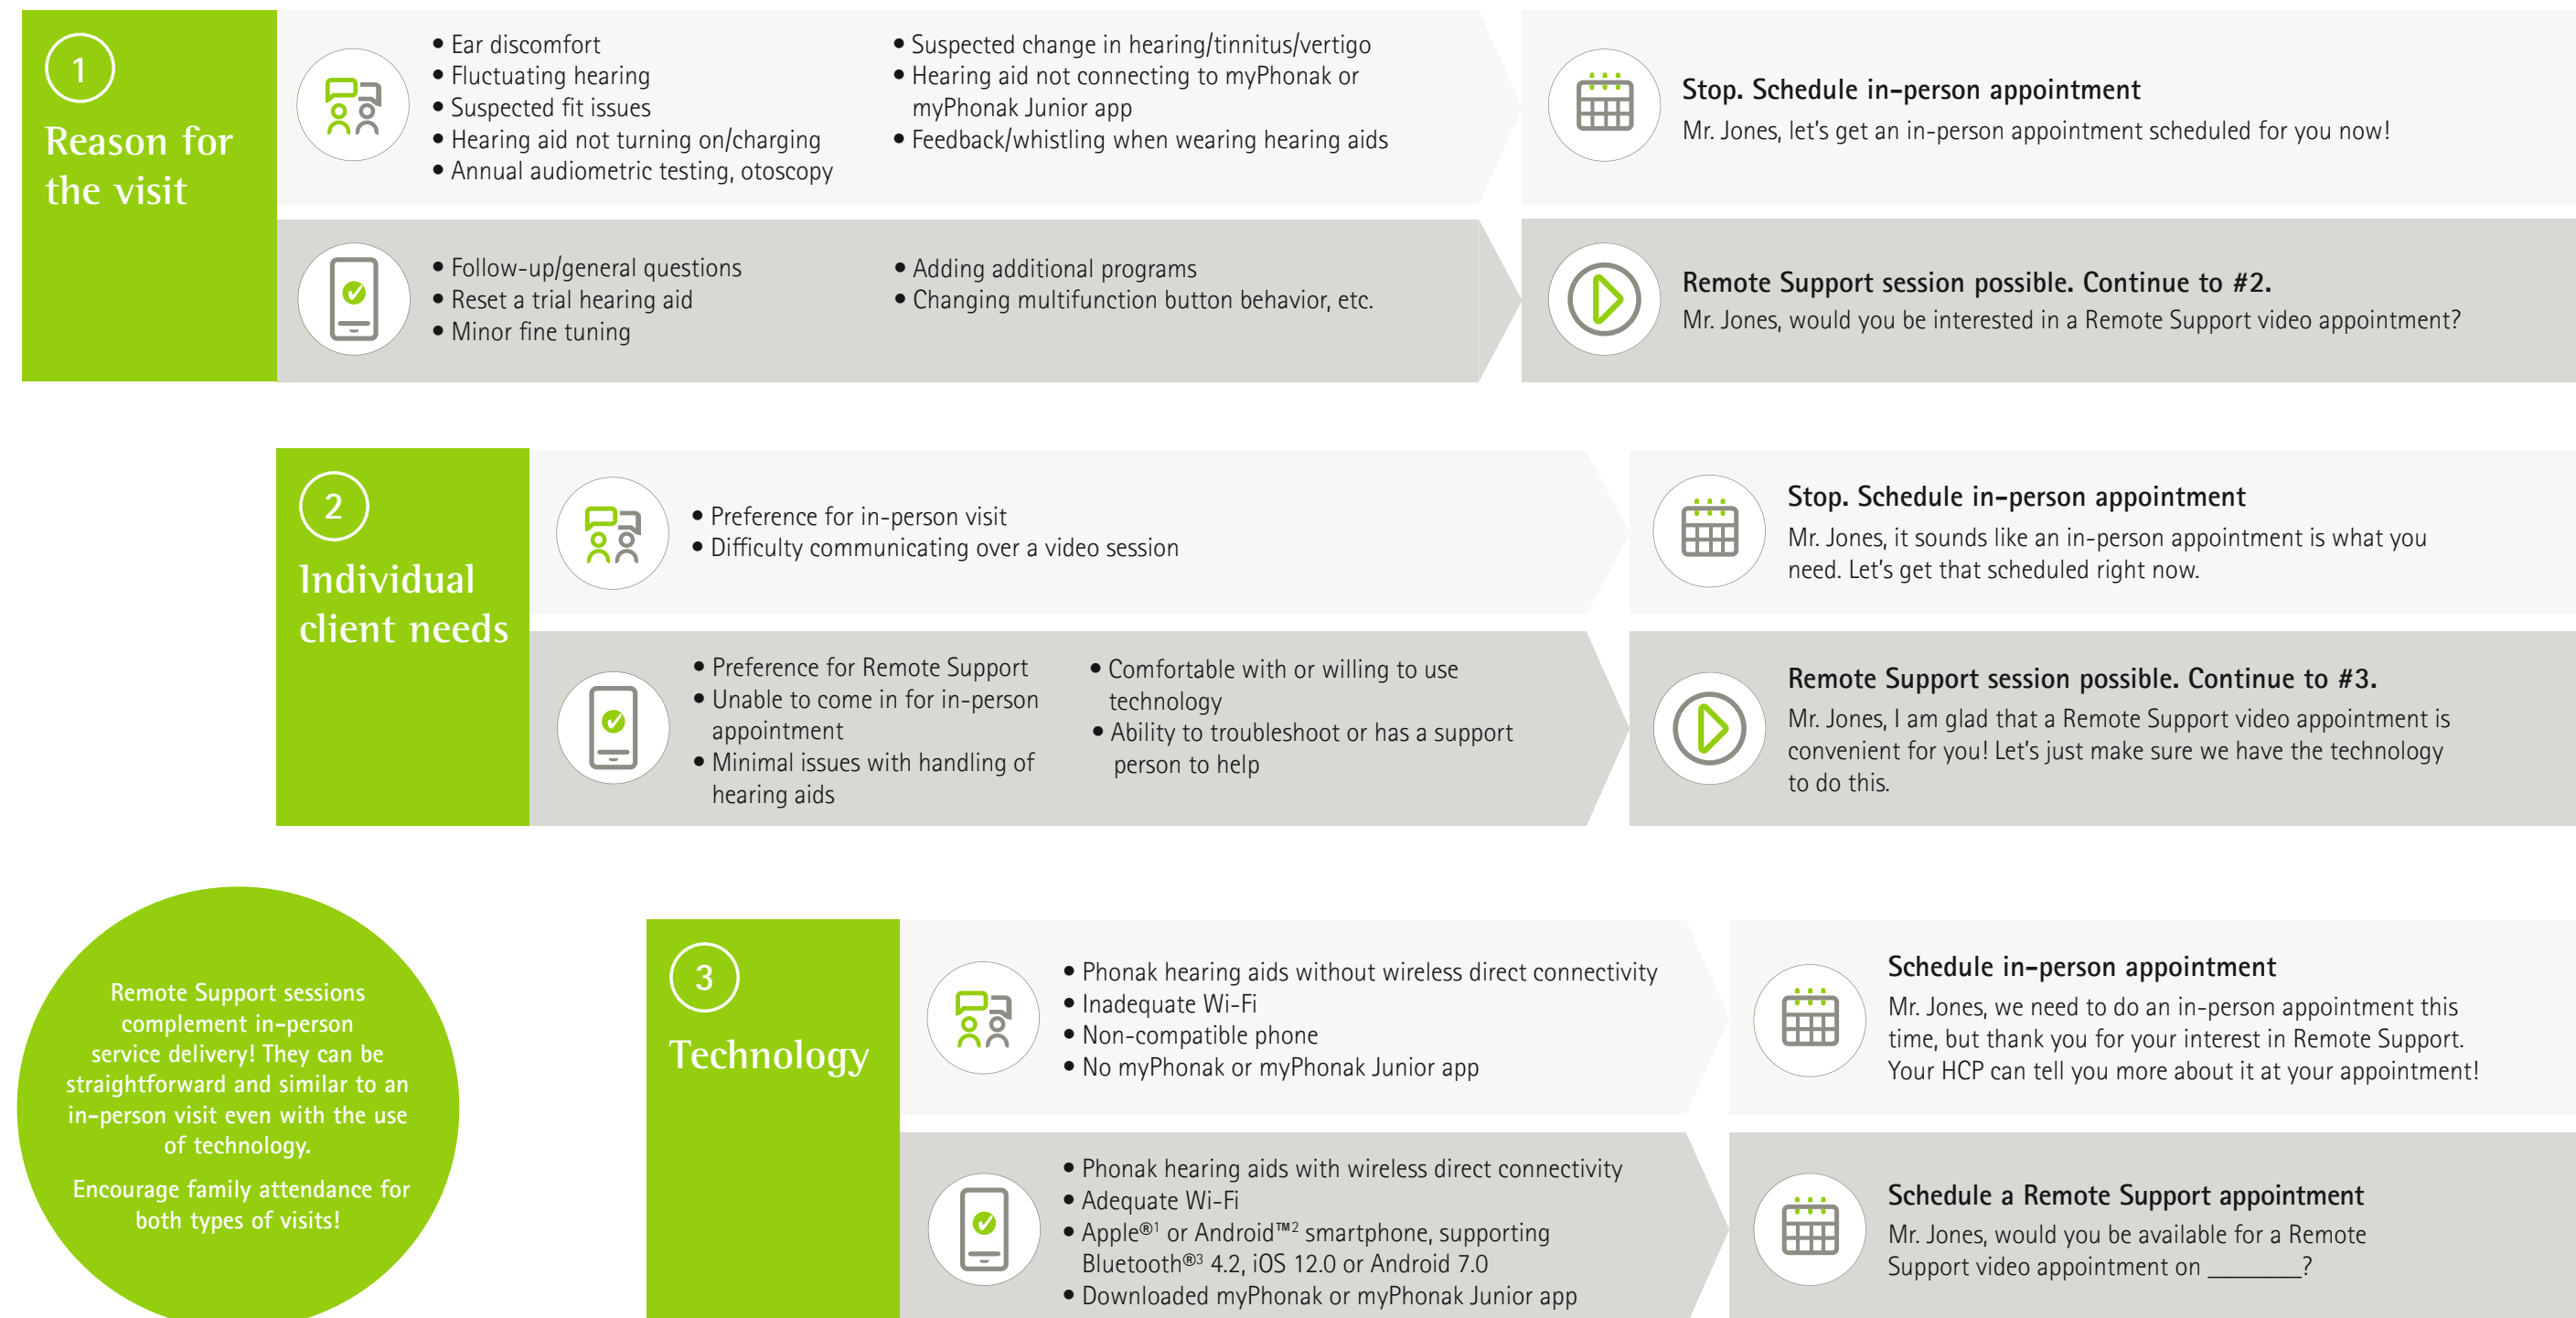 1
Reason for
the visit
• Ear discomfort
• Fluctuating hearing
• Suspected fit issues
• Hearing aid not turning on/charging
• Annual audiometric testing, otoscopy
• Suspected change in hearing/tinnitus/vertigo
• Hearing aid not connecting to myPhonak or
myPhonak Junior app
• Feedback/whistling when wearing hearing aids
Stop. Schedule in-person appointment
Mr. Jones, let's get an in-person appointment scheduled for you now!
• Follow-up/general questions
• Reset a trial hearing aid
• Minor fine tuning
• Adding additional programs
• Changing multifunction button behavior, etc.
Remote Support session possible. Continue to #2.
Mr. Jones, would you be interested in a Remote Support video appointment?
2
Individual
client needs
• Preference for in-person visit
• Difficulty communicating over a video session
Stop. Schedule in-person appointment
Mr. Jones, it sounds like an in-person appointment is what you
need. Let's get that scheduled right now.
• Preference for Remote Support
• Unable to come in for in-person
appointment
• Minimal issues with handling of
hearing aids
• Comfortable with or willing to use
technology
• Ability to troubleshoot or has a support
person to help
Remote Support session possible. Continue to #3.
Mr. Jones, I am glad that a Remote Support video appointment is
convenient for you! Let's just make sure we have the technology
to do this.
Remote Support sessions
complement in-person
service delivery! They can be
straightforward and similar to an
in-person visit even with the use
of technology.
Encourage family attendance for
both types of visits!
3
Technology
• Phonak hearing aids without wireless direct connectivity
• Inadequate Wi-Fi
• Non-compatible phone
• No myPhonak or myPhonak Junior app
Schedule in-person appointment
Mr. Jones, we need to do an in-person appointment this
time, but thank you for your interest in Remote Support.
Your HCP can tell you more about it at your appointment!
• Phonak hearing aids with wireless direct connectivity
• Adequate Wi-Fi
• Apple®¹ or Android™² smartphone, supporting
Bluetooth®³ 4.2, iOS 12.0 or Android 7.0
• Downloaded myPhonak or myPhonak Junior app
Schedule a Remote Support appointment
Mr. Jones, would you be available for a Remote
Support video appointment on _______?